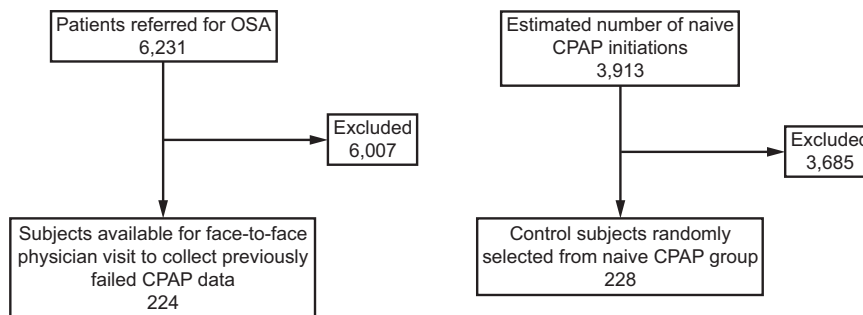 Patients referred for OSA
6,231
Excluded
6,007
Subjects available for face-to-face
physician visit to collect previously
failed CPAP data
224
Estimated number of naive
CPAP initiations
3,913
Excluded
3,685
Control subjects randomly
selected from naive CPAP group
228